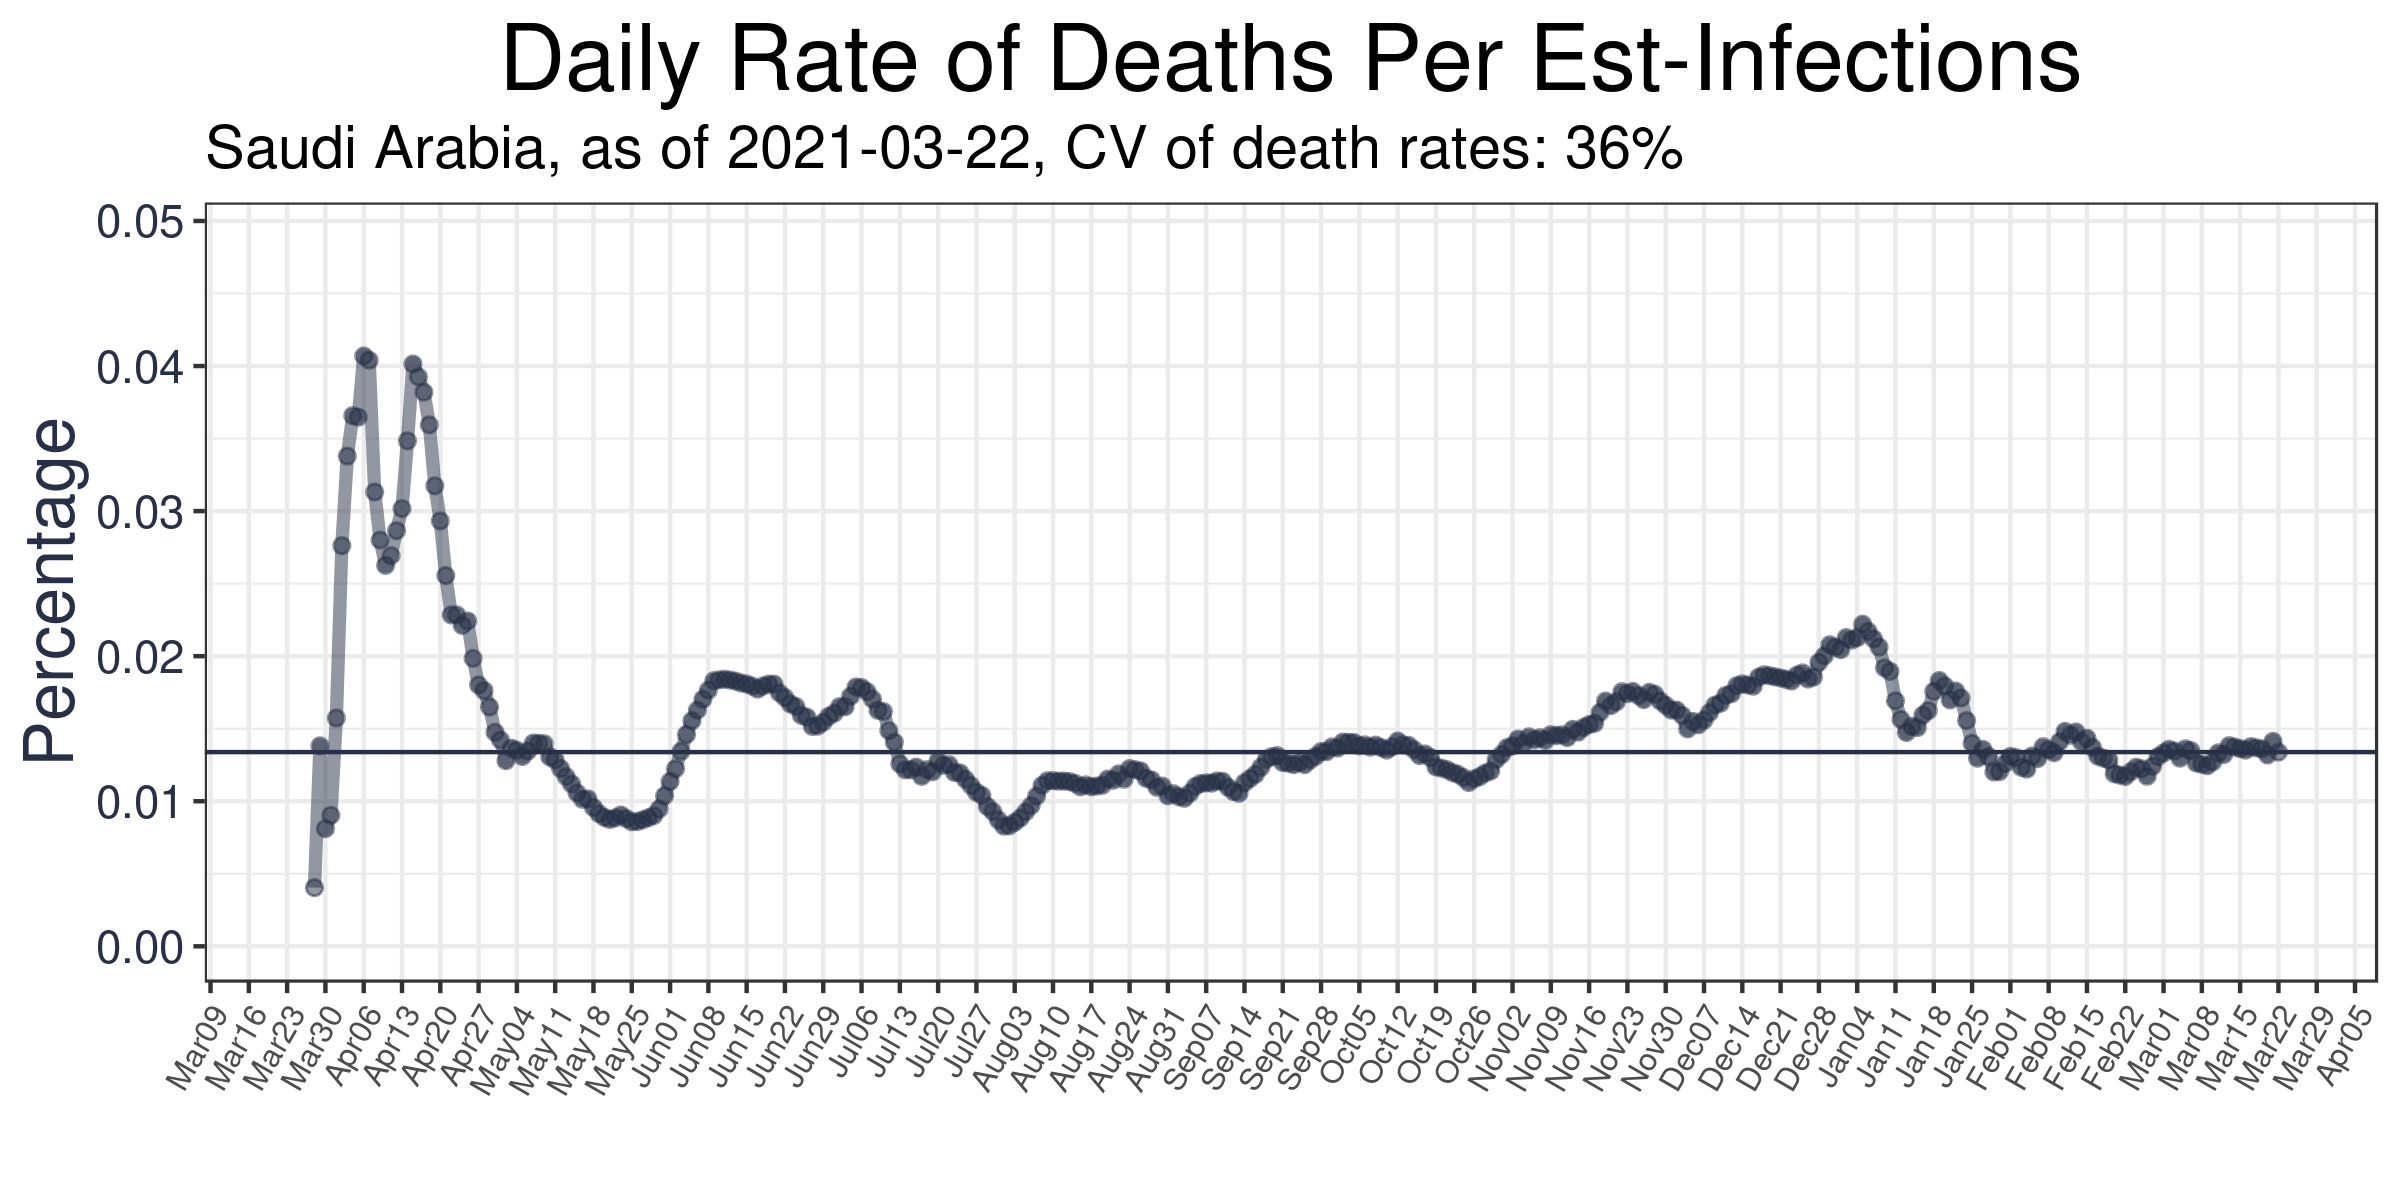 Daily Rate of Deaths Per Est-Infections
Saudi Arabia, as of 2021-03-22, CV of death rates: 36%
Percentage
0.05
0.04
0.03
0.02
0.01
0.00
Mar09 Mar16 Mar23 Mar30 Apr06 Apr13 Apr20 Apr27 May04 May11 May18 May25 Jun01 Jun08 Jun15 Jun22 Jun29 Jul06 Jul13 Jul20 Jul27 Aug03 Aug10 Aug17 Aug24 Aug31 Sep07 Sep14 Sep21 Sep28 Oct05 Oct12 Oct19 Oct26 Nov02 Nov09 Nov16 Nov23 Nov30 Dec07 Dec14 Dec21 Dec28 Jan04 Jan11 Jan18 Jan25 Feb01 Feb08 Feb15 Feb22 Mar01 Mar08 Mar15 Mar22 Mar29 Apr05